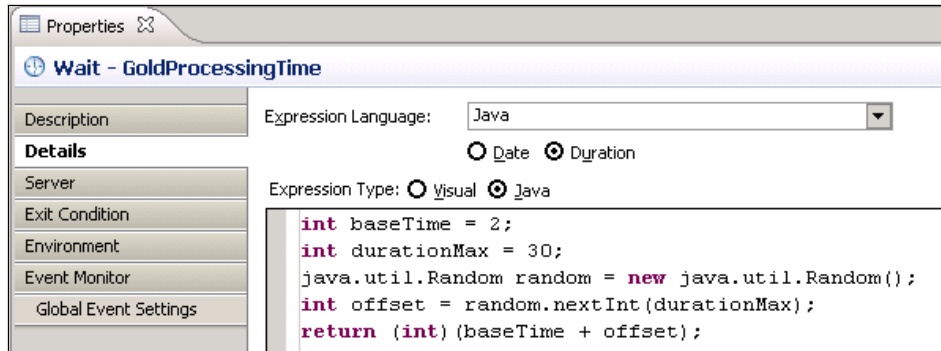 Properties
Wait - GoldProcessingTime
Description
Details
Server
Exit Condition
Environment
Event Monitor
Global Event Settings
Expression Language: Java
Date Duration
Expression Type: Visual Java
int baseTime = 2;
int durationMax = 30;
java.util.Random random = new java.util.Random();
int offset = random.nextInt(durationMax);
return (int)(baseTime + offset);